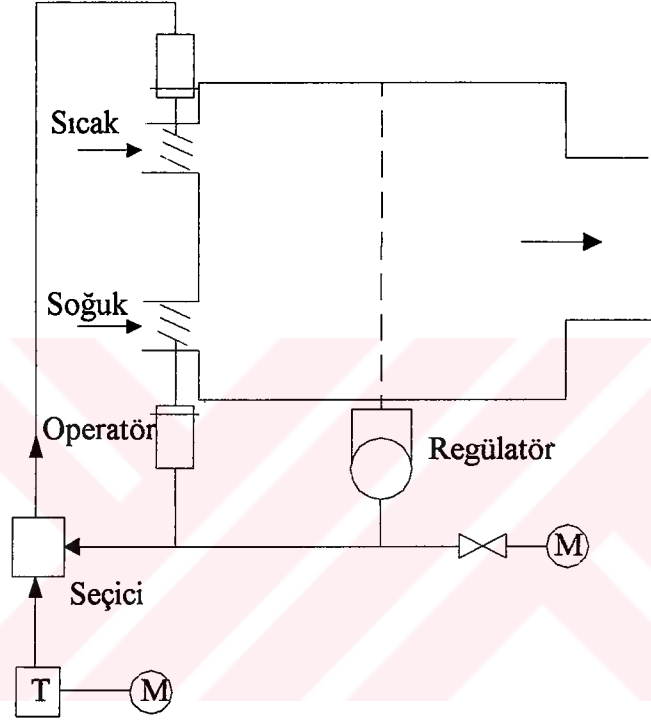 Sıcak
Soğuk
Operatör
Regülatör
M
Seçici
T
M